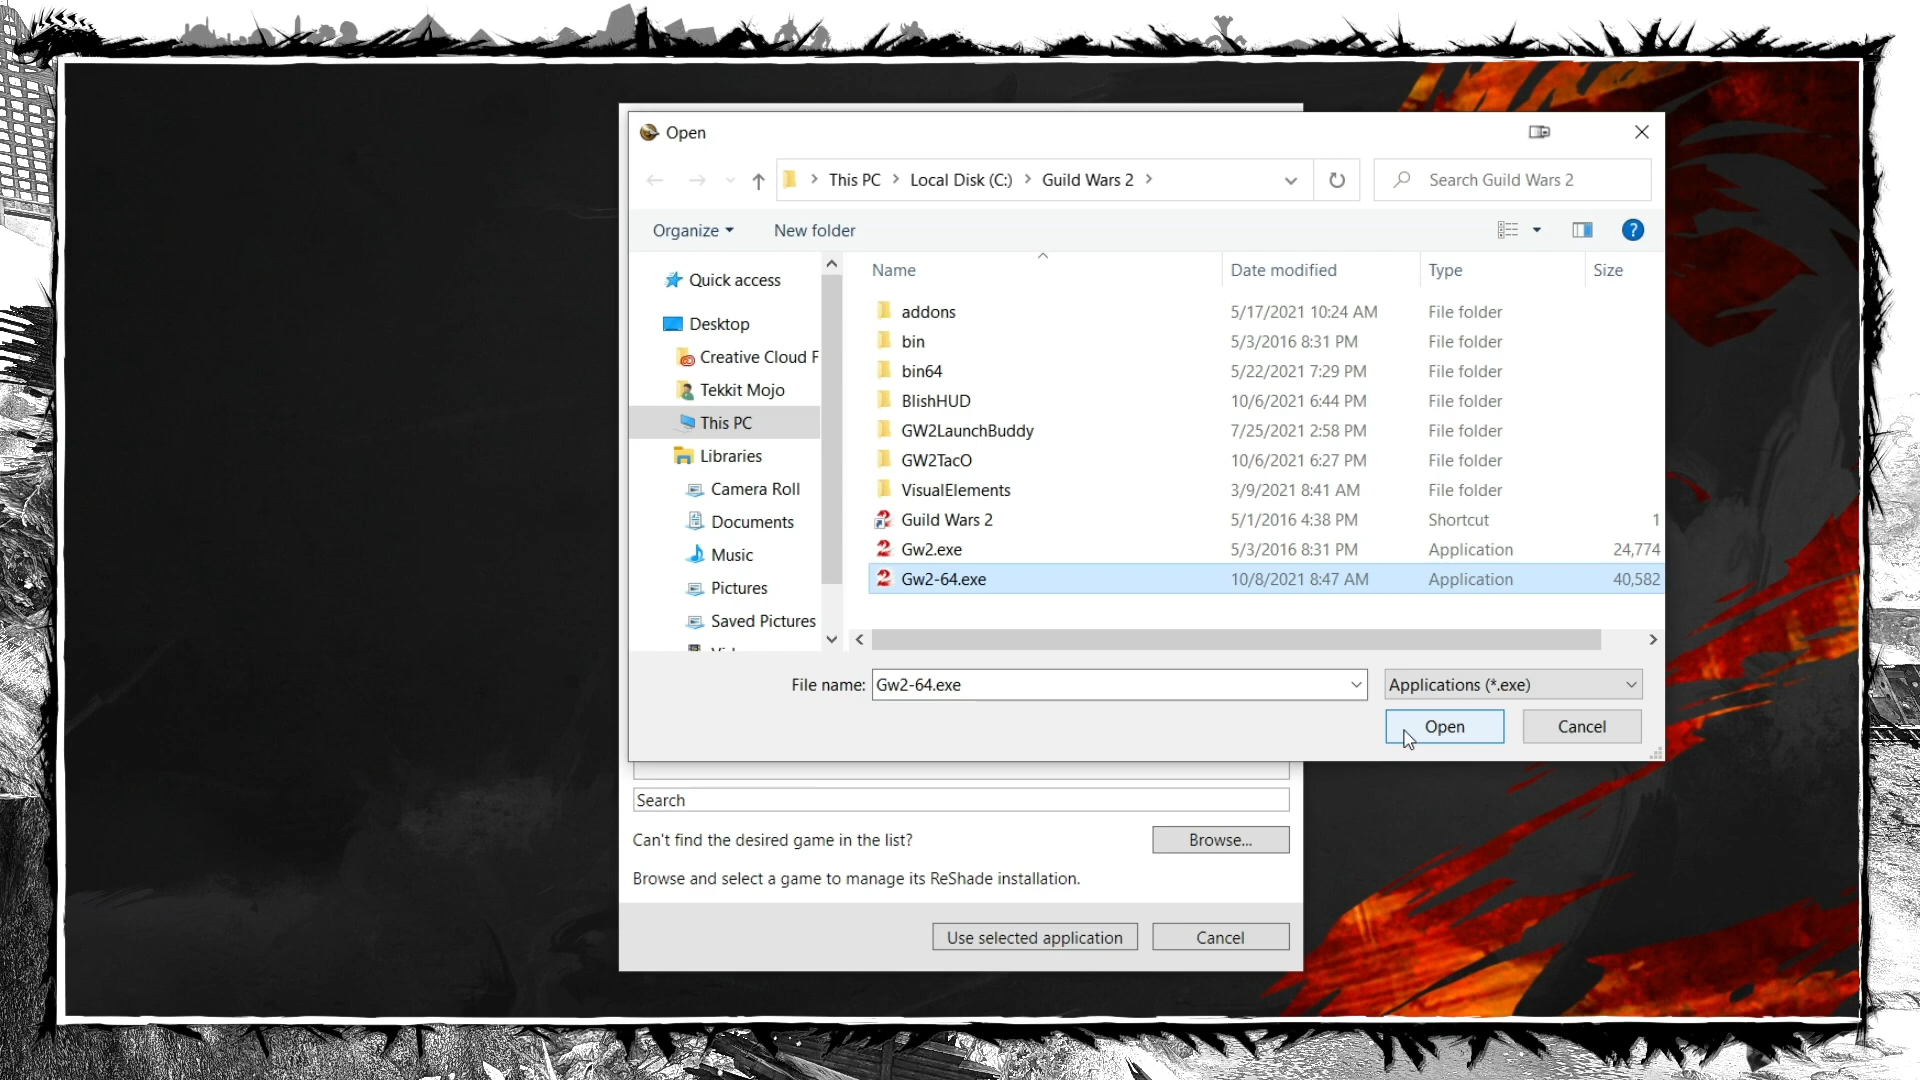 Open
This PC > Local Disk (C:) > Guild Wars 2 >
Search Guild Wars 2
Organize
New folder
?
Quick access
Desktop
Creative Cloud F
Tekkit Mojo
This PC
Libraries
Camera Roll
Documents
Music
Pictures
Saved Pictures
Name Date modified Type Size
addons 5/17/2021 10:24 AM File folder
bin 5/3/2016 8:31 PM File folder
bin64 5/22/2021 7:29 PM File folder
BlishHUD 10/6/2021 6:44 PM File folder
GW2LaunchBuddy 7/25/2021 2:58 PM File folder
GW2TacO 10/6/2021 6:27 PM File folder
VisualElements 3/9/2021 8:41 AM File folder
Guild Wars 2 5/1/2016 4:38 PM Shortcut 1
Gw2.exe 5/3/2016 8:31 PM Application 24,774
Gw2-64.exe 10/8/2021 8:47 AM Application 40,582
File name: Gw2-64.exe Applications (*.exe)
Open Cancel
Search
Can't find the desired game in the list? Browse...
Browse and select a game to manage its ReShade installation.
Use selected application Cancel